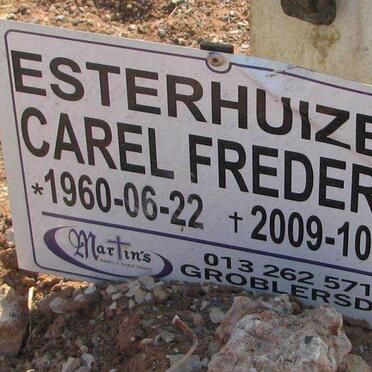 ESTERHUIZE
CAREL FREDER
*1960-06-22 †2009-10
Martin's
013 262 571
GROBLERSD